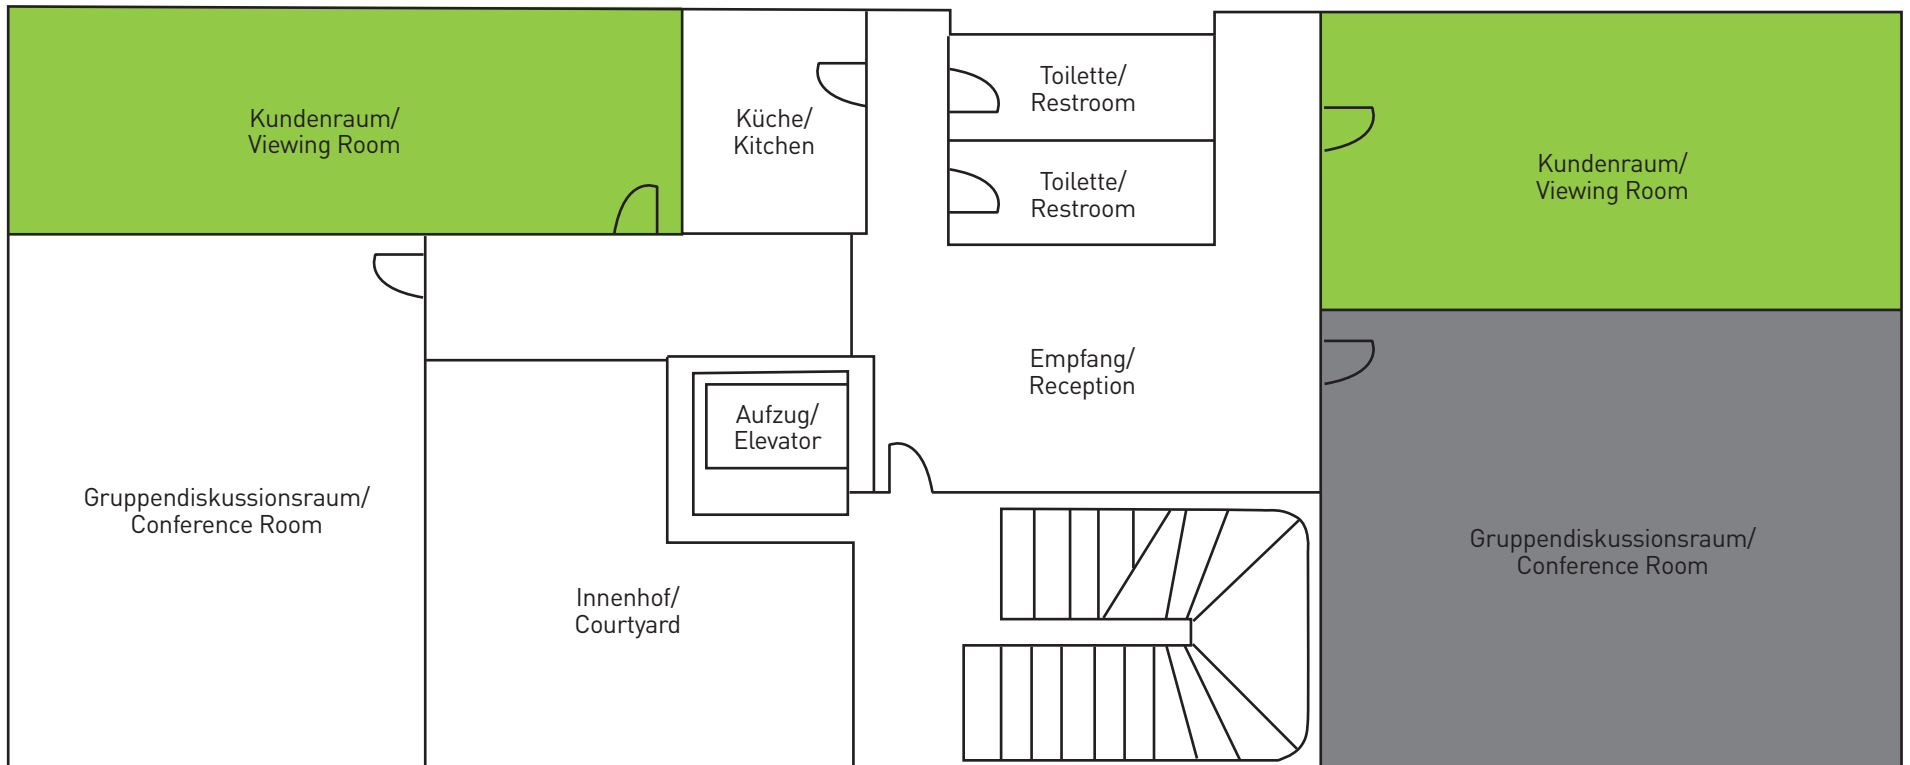 Kundenraum/
Viewing Room
Küche/
Kitchen
Toilette/
Restroom
Toilette/
Restroom
Kundenraum/
Viewing Room
Empfang/
Reception
Aufzug/
Elevator
Gruppendiskussionsraum/
Conference Room
Innenhof/
Courtyard
Gruppendiskussionsraum/
Conference Room